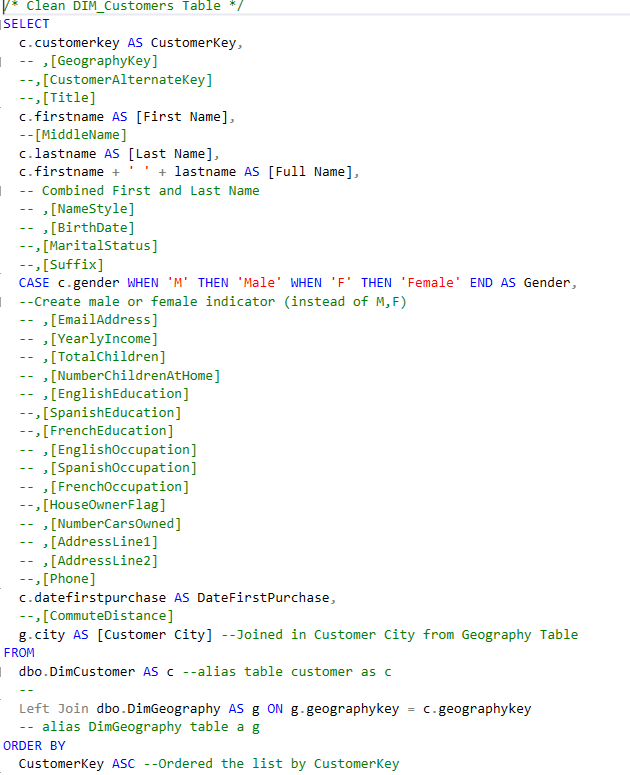 /* Clean DIM_Customers Table */
SELECT
  c.customerkey AS CustomerKey,
  -- ,[GeographyKey]
  --,[CustomerAlternateKey]
  --,[Title]
  c.firstname AS [First Name],
  --[MiddleName]
  c.lastname AS [Last Name],
  c.firstname + ' ' + lastname AS [Full Name],
  -- Combined First and Last Name
  -- ,[NameStyle]
  -- ,[BirthDate]
  --,[MaritalStatus]
  --,[Suffix]
  CASE c.gender WHEN 'M' THEN 'Male' WHEN 'F' THEN 'Female' END AS Gender,
  --Create male or female indicator (instead of M,F)
  -- ,[EmailAddress]
  -- ,[YearlyIncome]
  -- ,[TotalChildren]
  -- ,[NumberChildrenAtHome]
  -- ,[EnglishEducation]
  --,[SpanishEducation]
  --,[FrenchEducation]
  -- ,[EnglishOccupation]
  -- ,[SpanishOccupation]
  -- ,[FrenchOccupation]
  --,[HouseOwnerFlag]
  -- ,[NumberCarsOwned]
  -- ,[AddressLine1]
  -- ,[AddressLine2]
  --,[Phone]
  c.datefirstpurchase AS DateFirstPurchase,
  --,[CommuteDistance]
  g.city AS [Customer City] --Joined in Customer City from Geography Table
FROM
  dbo.DimCustomer AS c --alias table customer as c
  --
  Left Join dbo.DimGeography AS g ON g.geographykey = c.geographykey
  -- alias DimGeography table a g
ORDER BY
  CustomerKey ASC --Ordered the list by CustomerKey